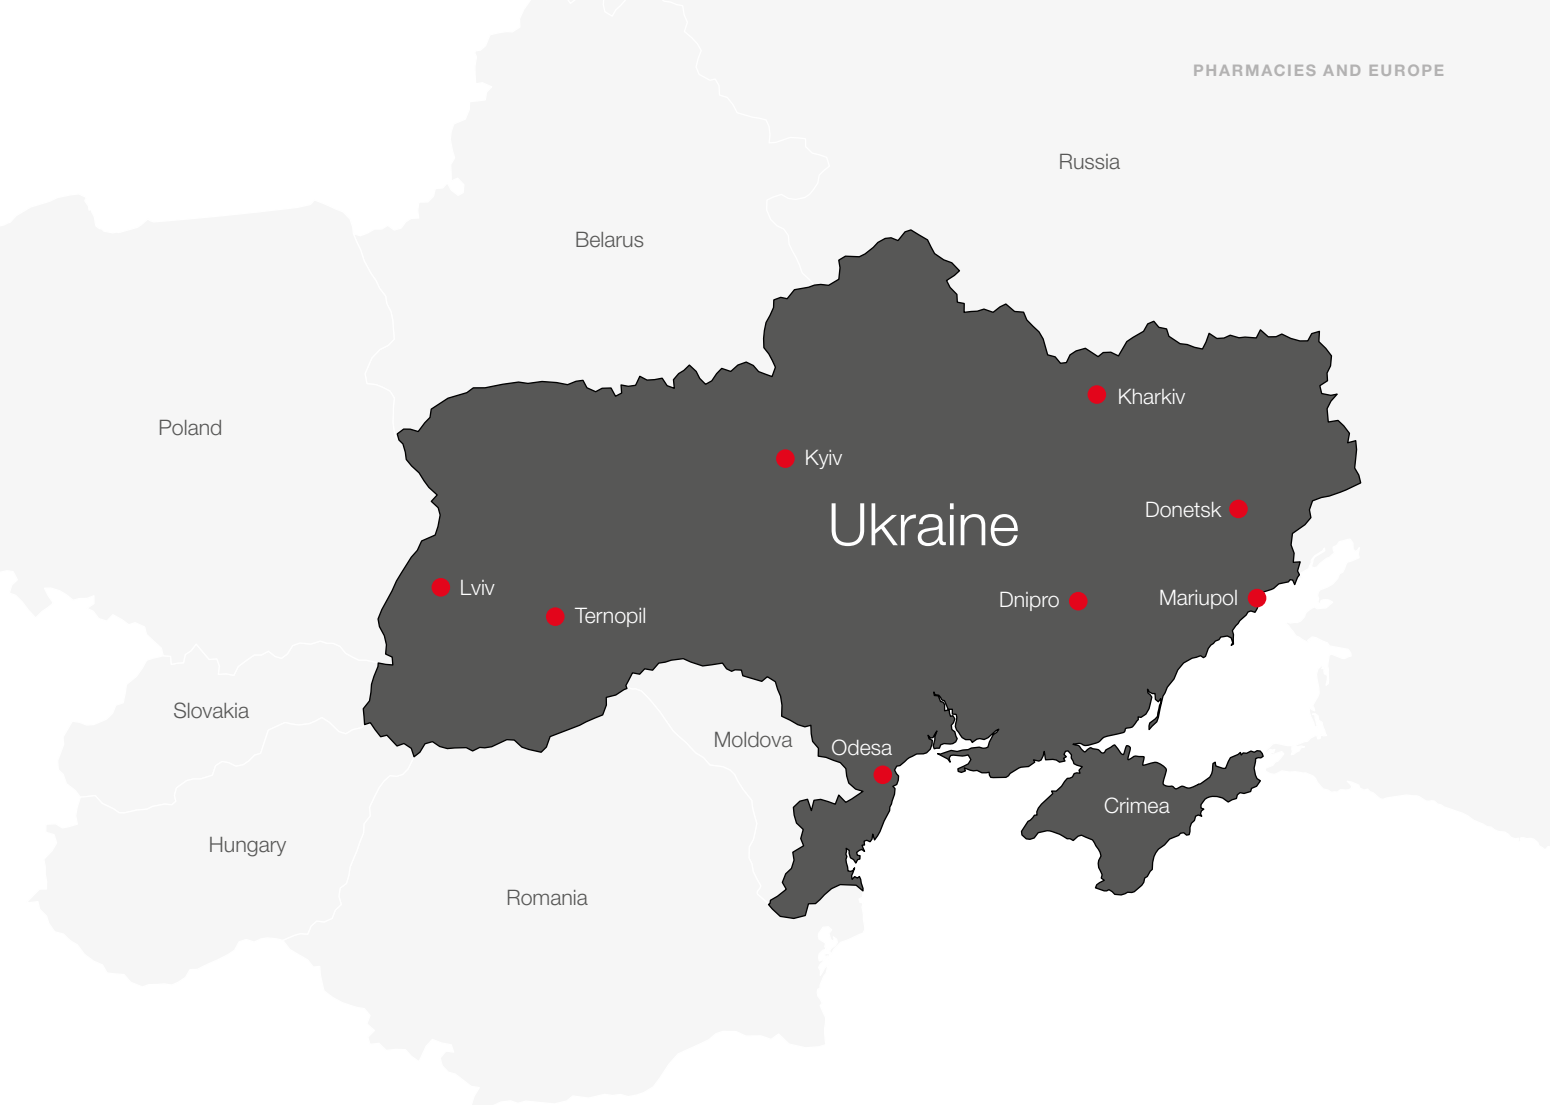 PHARMACIES AND EUROPE
Russia
Belarus
Kharkiv
Poland
Kyiv
Donetsk
Ukraine
Lviv
Dnipro
Mariupol
Ternopil
Slovakia
Moldova
Odesa
Crimea
Hungary
Romania